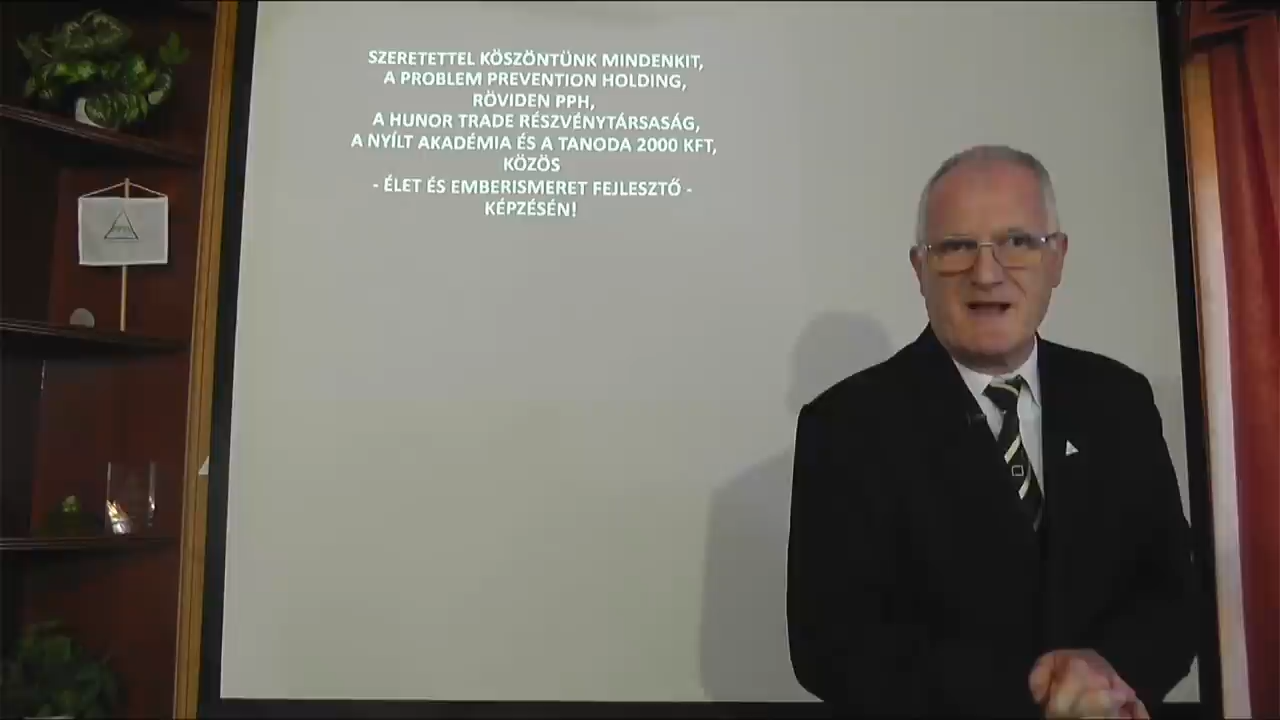 SZERETETTEL KÖSZÖNTÜNK MINDENKIT,
A PROBLEM PREVENTION HOLDING,
RÖVIDEN PPH,
A HUNOR TRADE RÉSZVÉNYTÁRSASÁG,
A NYÍLT AKADÉMIA ÉS A TANODA 2000 KFT,
KÖZÖS
- ÉLET ÉS EMBERISMERET FEJLESZTŐ -
KÉPZÉSÉN!